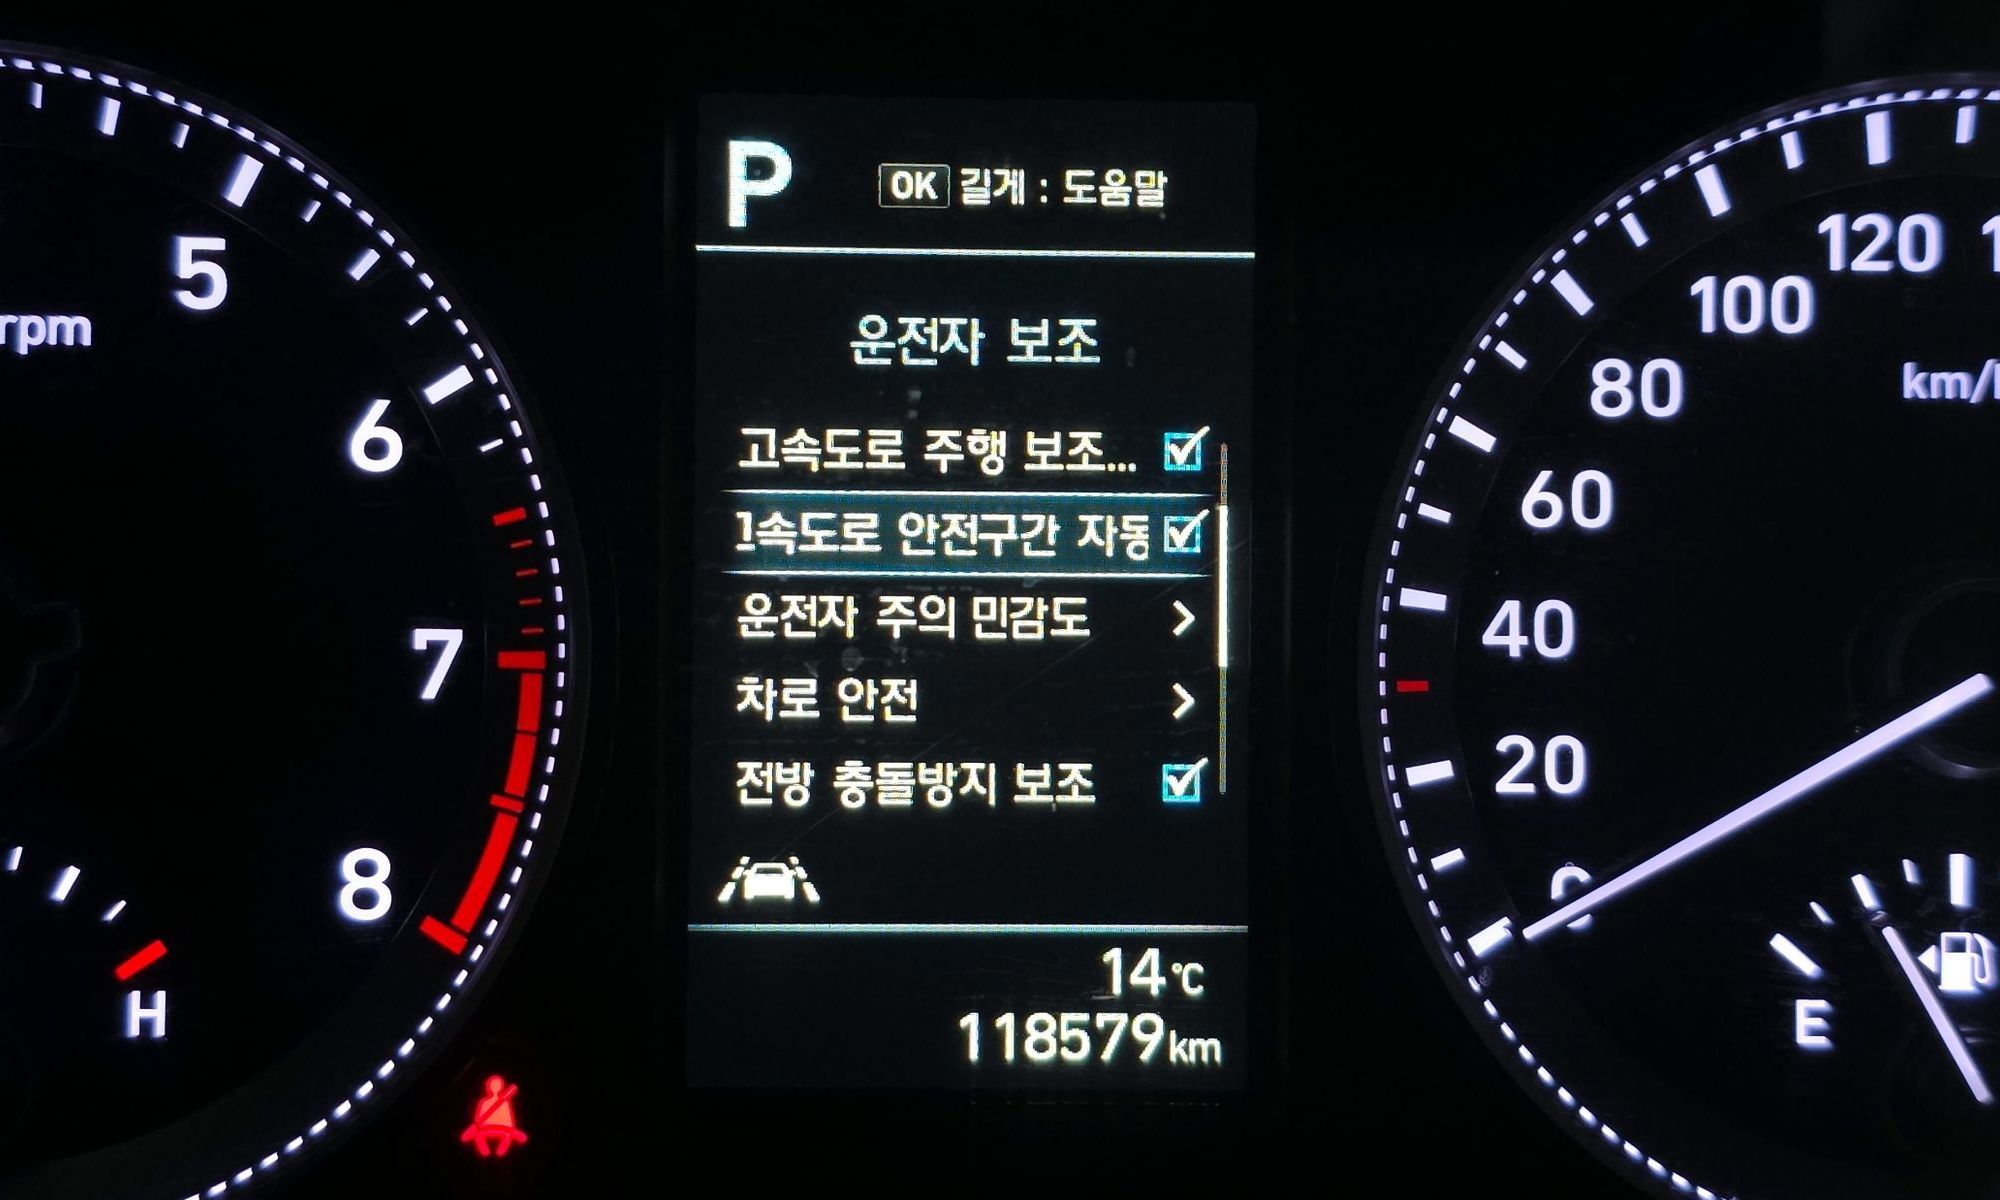 P
OK 길게 : 도움말
운전자 보조
고속도로 주행 보조...
속도로 안전구간 자동
운전자 주의 민감도
차로 안전
전방 충돌방지 보조
14°C
118579km
rpm
5
6
7
8
H
120
100
80
km/
60
40
20
0
E